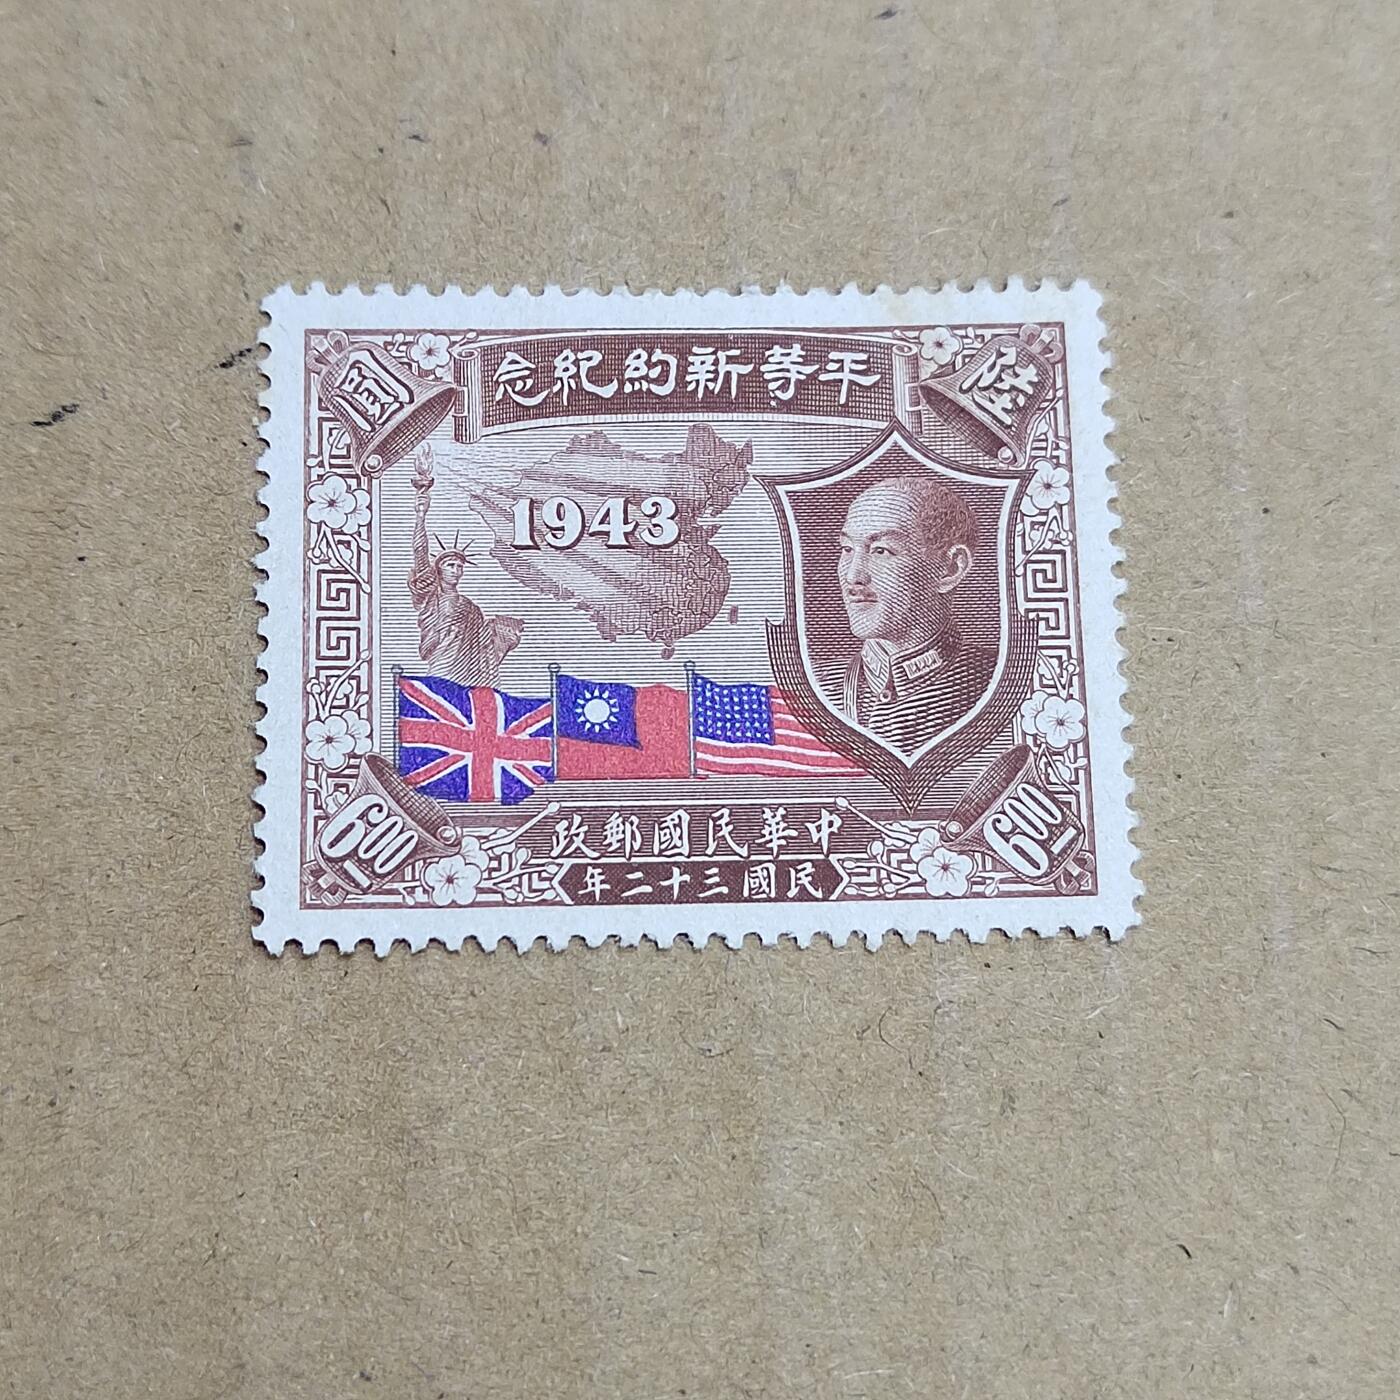 平等新約紀念
陸
圓
1943
中華民國郵政
民國三十二年
6.00
6.00